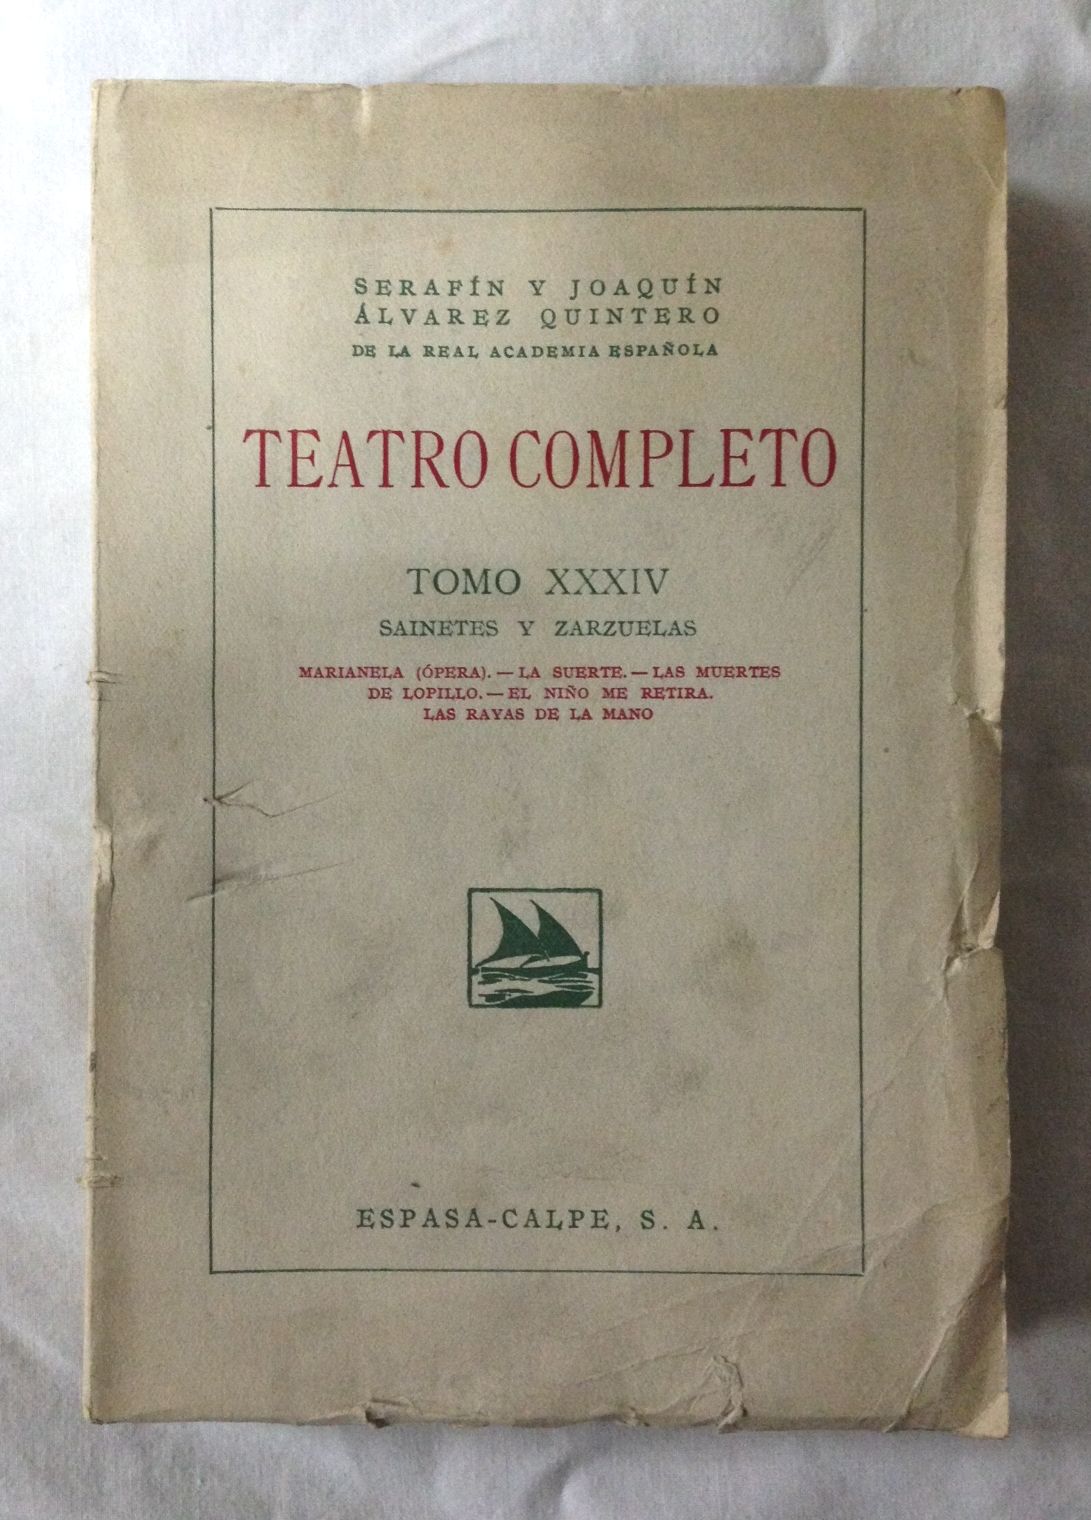 SERAFÍN Y JOAQUÍN
ÁLVAREZ QUINTERO
DE LA REAL ACADEMIA ESPAÑOLA
TEATRO COMPLETO
TOMO XXXIV
SAINETES Y ZARZUELAS
MARIANELA (ÓPERA). — LA SUERTE. — LAS MUERTES
DE LOPILLO. — EL NIÑO ME RETIRA.
LAS RAYAS DE LA MANO
ESPASA-CALPE, S. A.